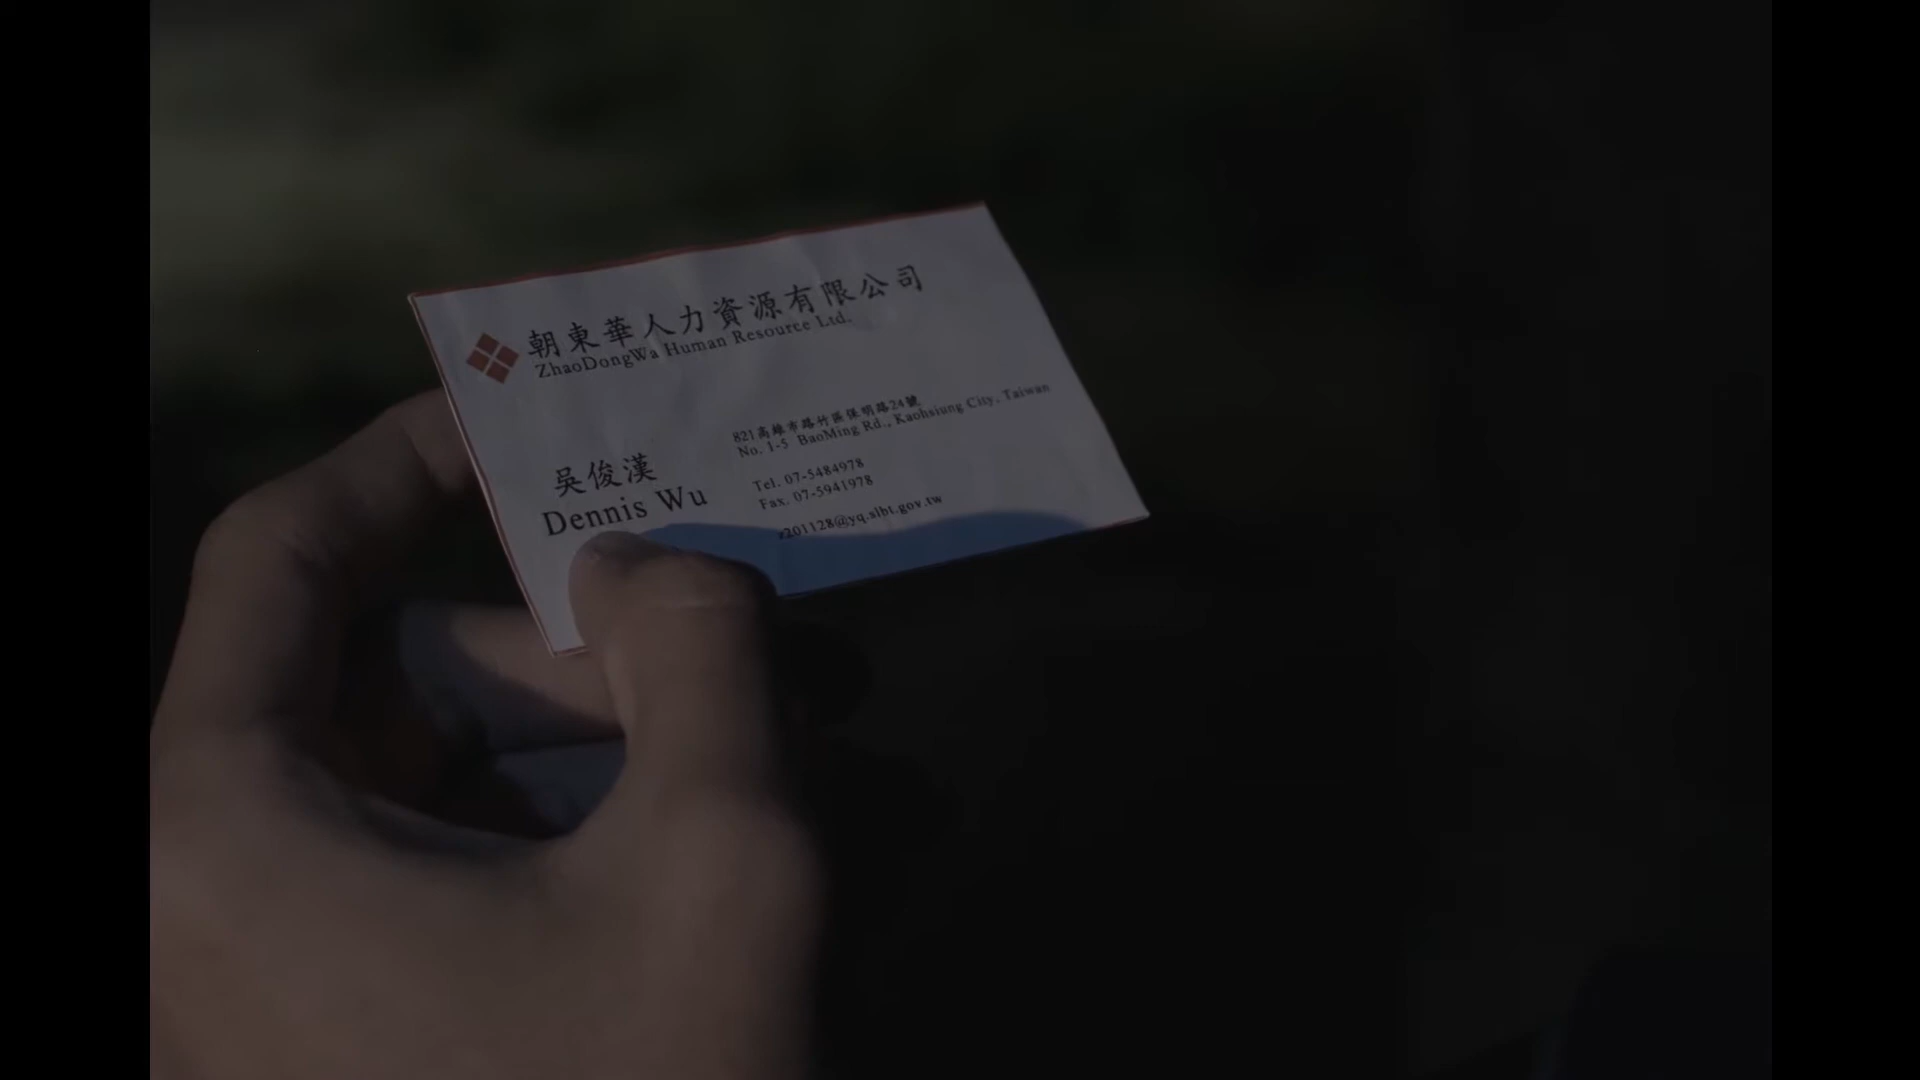 朝東華人力資源有限公司
ZhaoDongWa Human Resource Ltd.
821高雄市路竹區保明路24號
No. 1-5 BaoMing Rd., Kaohsiung City, Taiwan
吳俊漢
Dennis Wu
Tel. 07-5484978
Fax. 07-5941978
z201128@yq.slbt.gov.tw